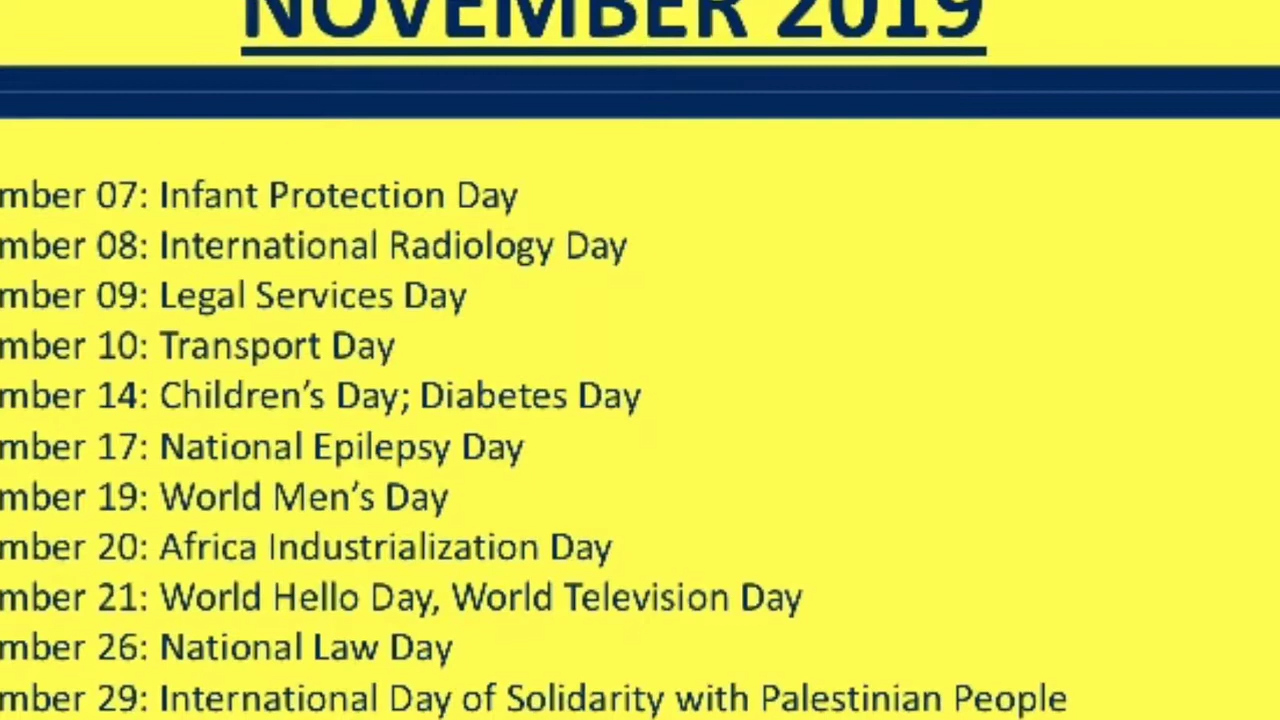 NOVEMBER 2019
mber 07: Infant Protection Day
mber 08: International Radiology Day
mber 09: Legal Services Day
mber 10: Transport Day
mber 14: Children’s Day; Diabetes Day
mber 17: National Epilepsy Day
mber 19: World Men’s Day
mber 20: Africa Industrialization Day
mber 21: World Hello Day, World Television Day
mber 26: National Law Day
mber 29: International Day of Solidarity with Palestinian People